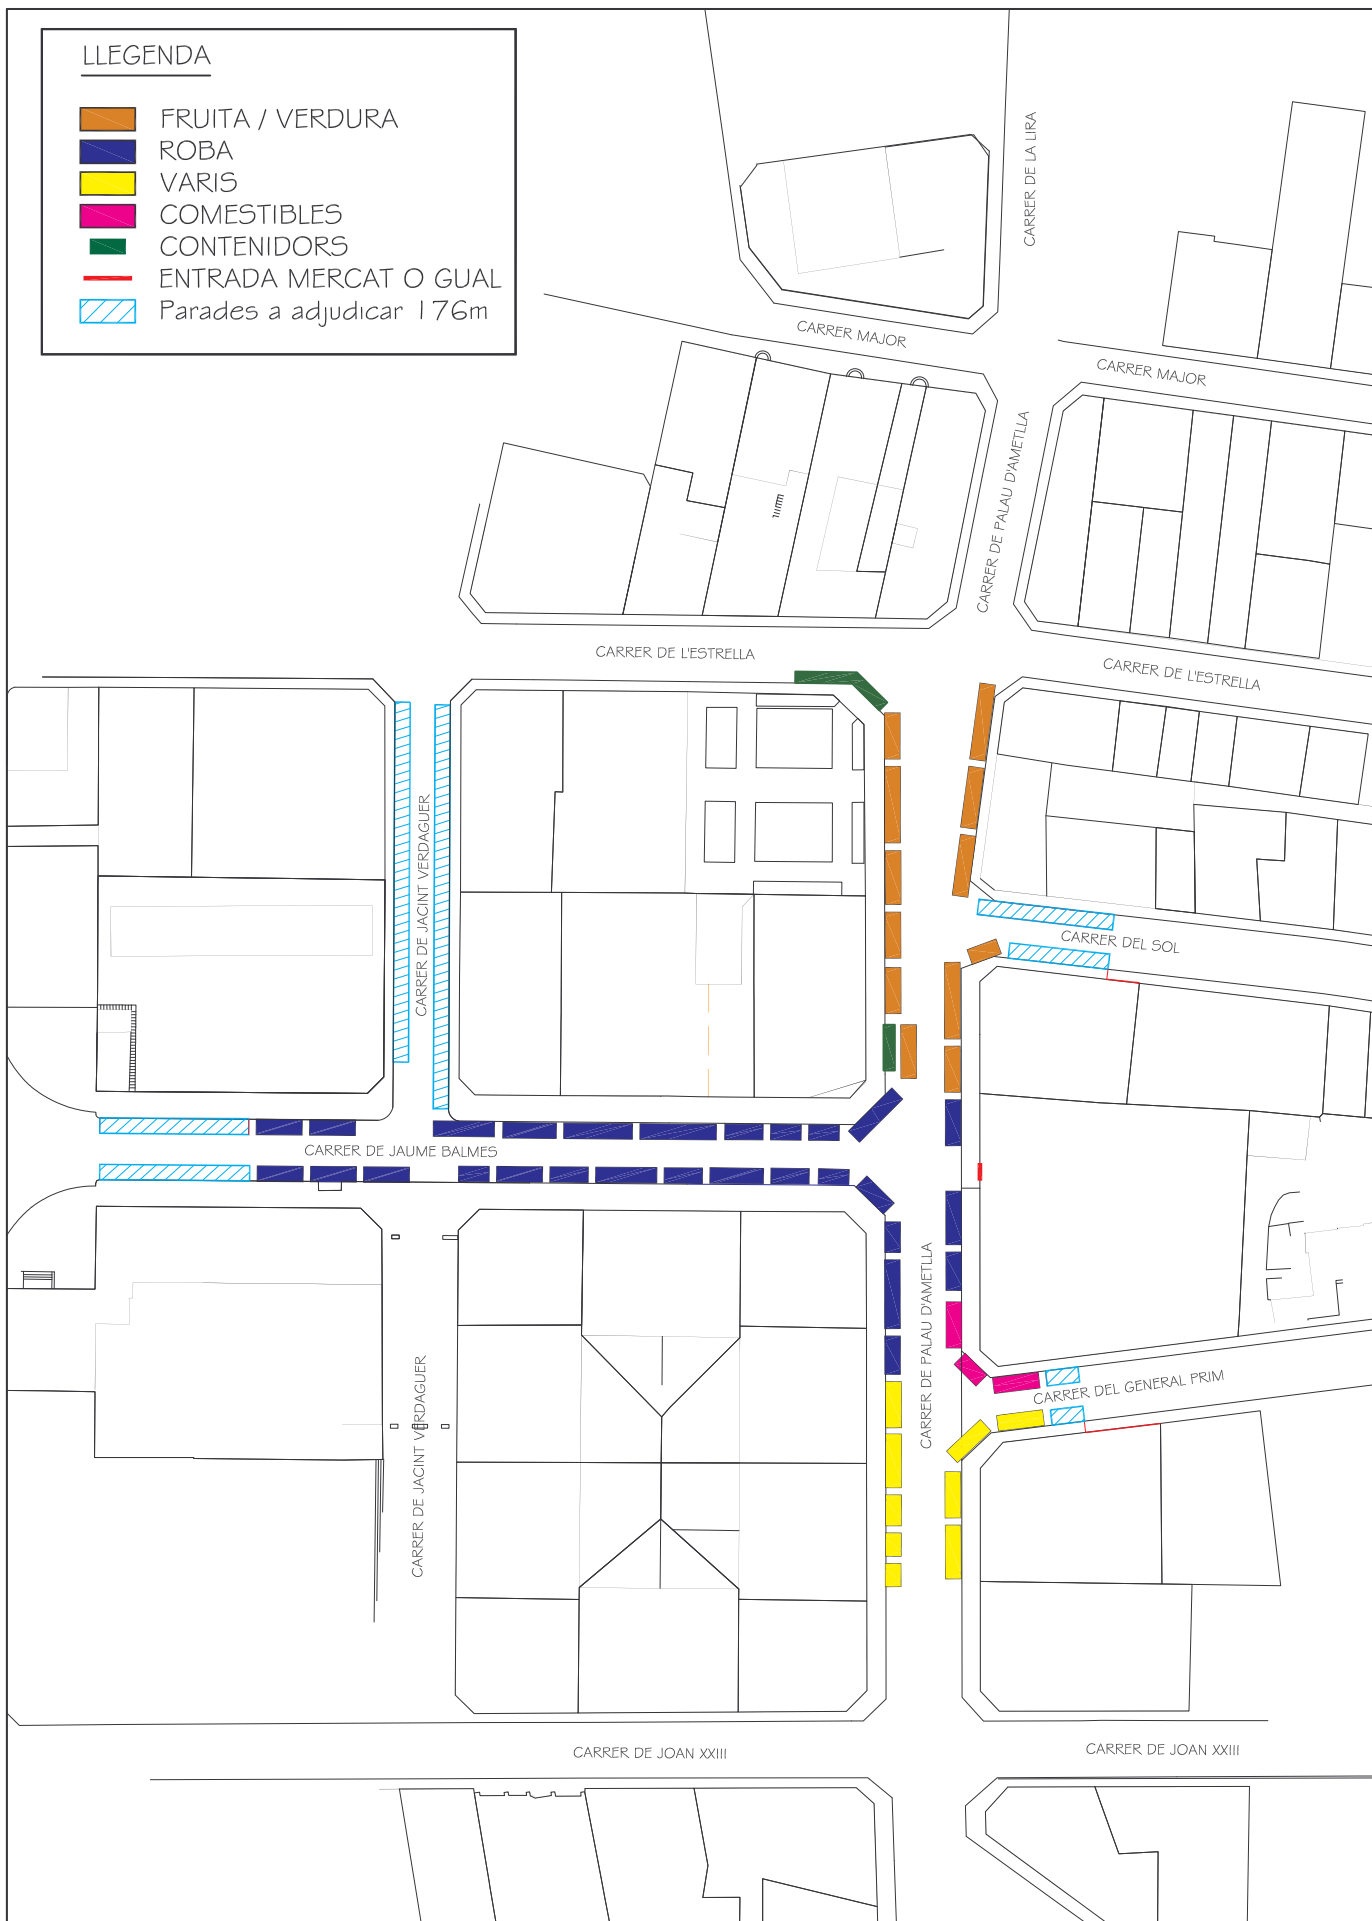 LLEGENDA
FRUITA / VERDURA
ROBA
VARIS
COMESTIBLES
CONTENIDORS
ENTRADA MERCAT O GUAL
Parades a adjudicar 176m
CARRER DE LA LIRA
CARRER MAJOR
CARRER MAJOR
CARRER DE PALAU D'AMETLLA
CARRER DE L'ESTRELLA
CARRER DE L'ESTRELLA
CARRER DE JACINT VERDAGUER
CARRER DEL SOL
CARRER DE JAUME BALMES
CARRER DE PALAU D'AMETLLA
CARRER DEL GENERAL PRIM
CARRER DE JACINT VERDAGUER
CARRER DE JOAN XXIII
CARRER DE JOAN XXIII